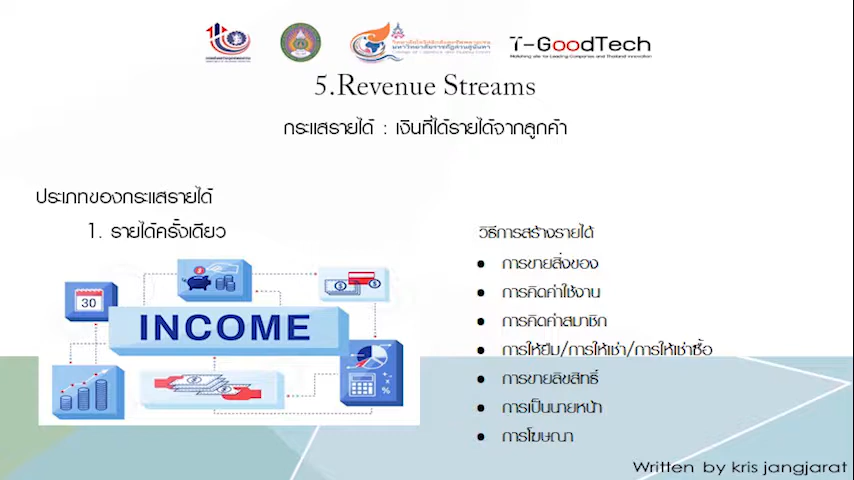 T-GoodTech
Matching site for Leading Companies and Thailand Innovation
5.Revenue Streams
กระแสรายได้ : เงินที่ได้รายได้จากลูกค้า
ประเภทของกระแสรายได้
1. รายได้ครั้งเดียว
30
INCOME
วิธีการสร้างรายได้
• การขายสิ่งของ
• การคิดค่าใช้งาน
• การคิดค่าสมาชิก
• การให้ยืม/การให้เช่า/การให้เช่าซื้อ
• การขายลิขสิทธิ์
• การเป็นนายหน้า
• การโฆษณา
Written by kris jangjarat